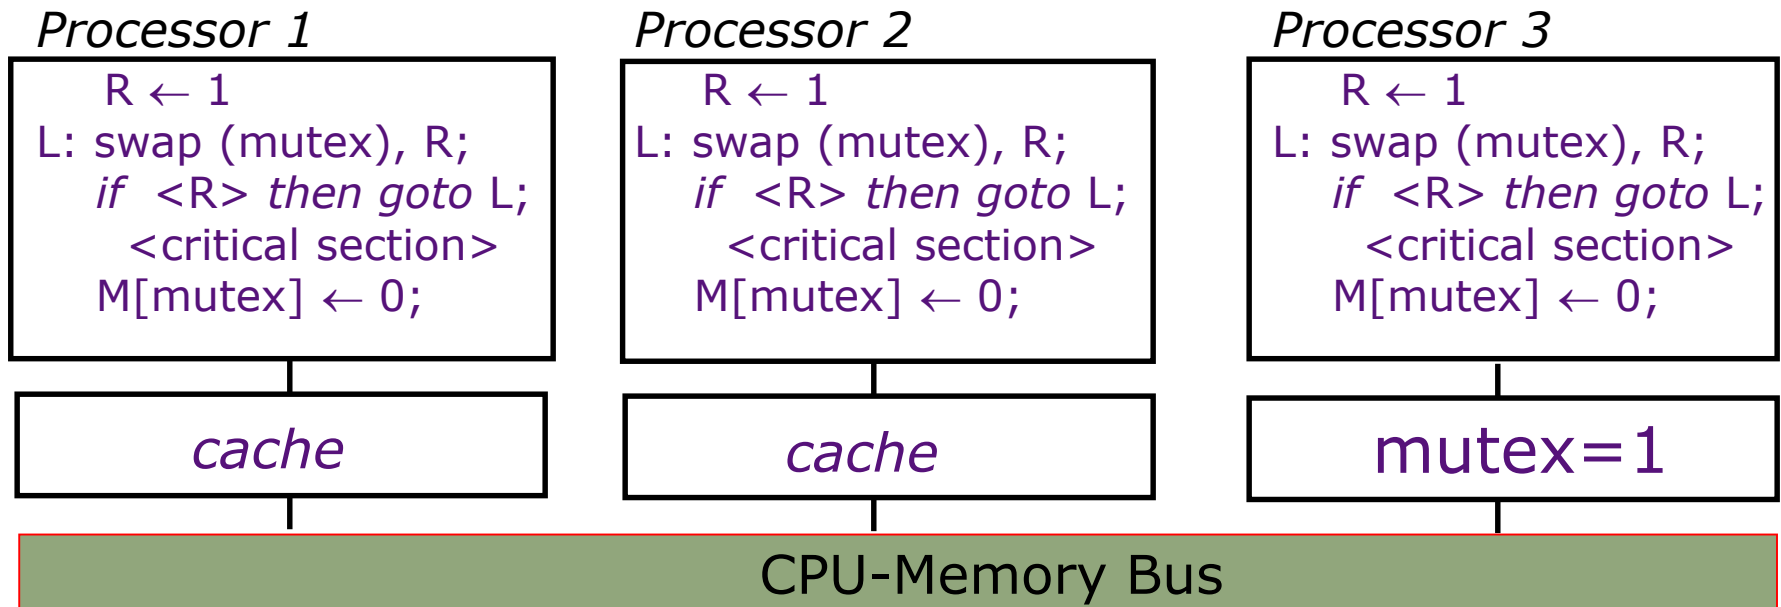 Processor 1
R ← 1
L: swap (mutex), R;
if <R> then goto L;
<critical section>
M[mutex] ← 0;
cache
Processor 2
R ← 1
L: swap (mutex), R;
if <R> then goto L;
<critical section>
M[mutex] ← 0;
cache
Processor 3
R ← 1
L: swap (mutex), R;
if <R> then goto L;
<critical section>
M[mutex] ← 0;
mutex=1
CPU-Memory Bus